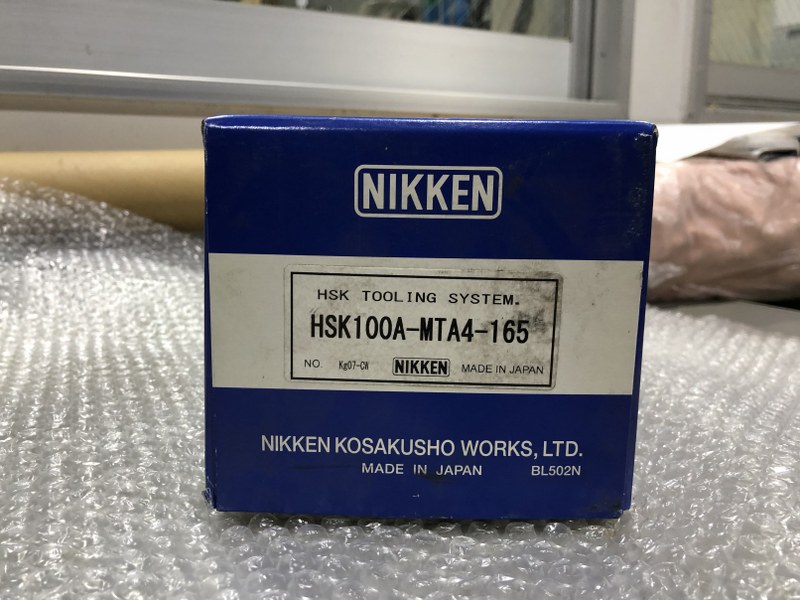 NIKKEN
HSK TOOLING SYSTEM.
HSK100A-MTA4-165
NO. Kg07-CW NIKKEN MADE IN JAPAN
NIKKEN KOSAKUSHO WORKS, LTD.
MADE IN JAPAN BL502N